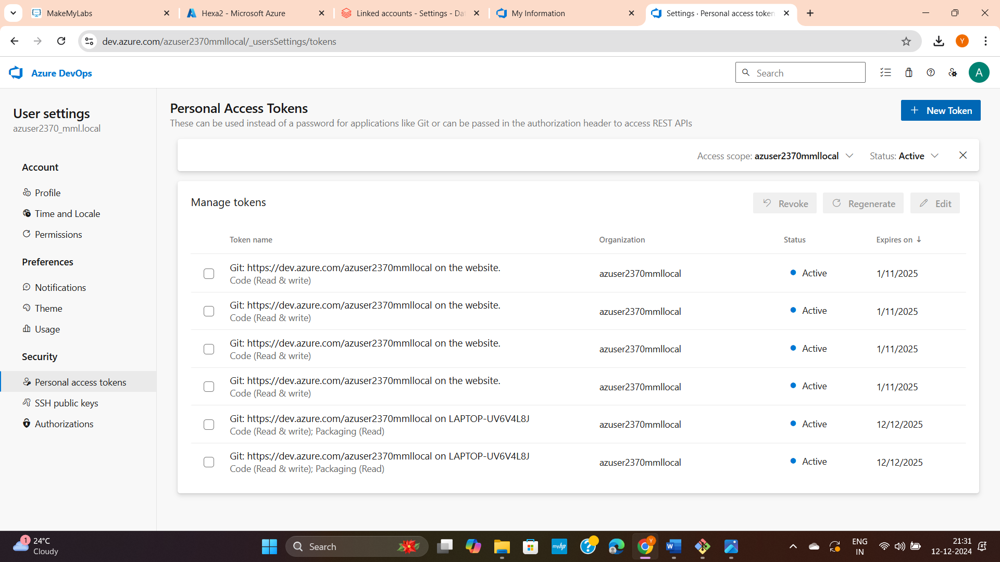 MakeMyLabs
Hexa2 - Microsoft Azure
Linked accounts - Settings - Da
My Information
Settings · Personal access token
dev.azure.com/azuser2370mmllocal/_usersSettings/tokens
Y
Azure DevOps
Search
A
User settings
azuser2370_mml.local
Account
Profile
Time and Locale
Permissions
Preferences
Notifications
Theme
Usage
Security
Personal access tokens
SSH public keys
Authorizations
Personal Access Tokens
These can be used instead of a password for applications like Git or can be passed in the authorization header to access REST APIs
New Token
Access scope: azuser2370mmllocal Status: Active
Manage tokens
Revoke Regenerate Edit
Token name Organization Status Expires on
Git: https://dev.azure.com/azuser2370mmllocal on the website.
Code (Read & write)
azuser2370mmllocal Active 1/11/2025
Git: https://dev.azure.com/azuser2370mmllocal on the website.
Code (Read & write)
azuser2370mmllocal Active 1/11/2025
Git: https://dev.azure.com/azuser2370mmllocal on the website.
Code (Read & write)
azuser2370mmllocal Active 1/11/2025
Git: https://dev.azure.com/azuser2370mmllocal on the website.
Code (Read & write)
azuser2370mmllocal Active 1/11/2025
Git: https://dev.azure.com/azuser2370mmllocal on LAPTOP-UV6V4L8J
Code (Read & write); Packaging (Read)
azuser2370mmllocal Active 12/12/2025
Git: https://dev.azure.com/azuser2370mmllocal on LAPTOP-UV6V4L8J
Code (Read & write); Packaging (Read)
azuser2370mmllocal Active 12/12/2025
1
24°C
Cloudy
Search
myhp
Y
W
ENG
IN
21:31
12-12-2024